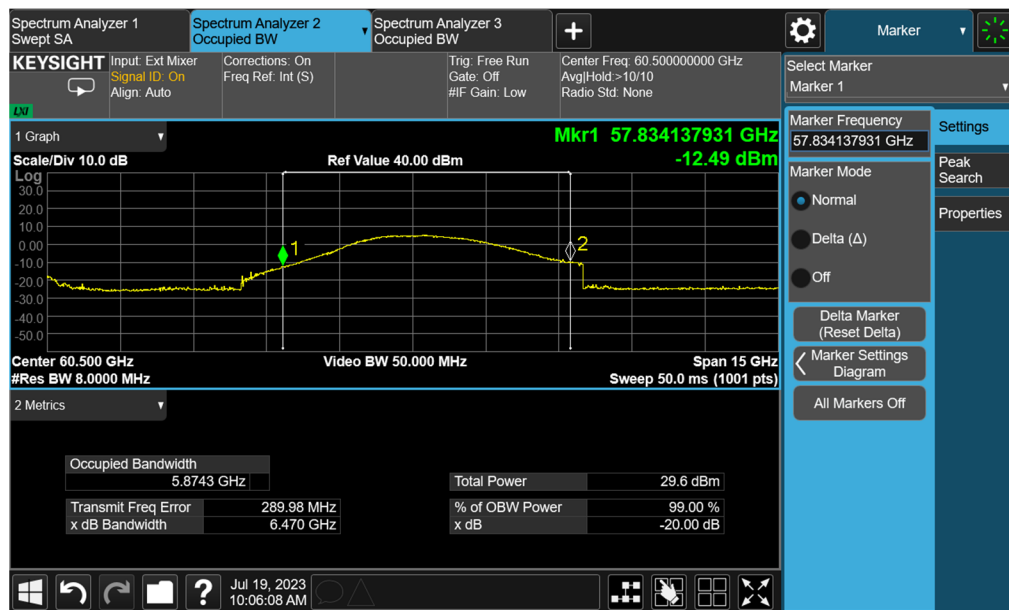 Spectrum Analyzer 1
Swept SA
Spectrum Analyzer 2
Occupied BW
Spectrum Analyzer 3
Occupied BW
Marker
KEYSIGHT
LXI
Input: Ext Mixer
Signal ID: On
Align: Auto
Corrections: On
Freq Ref: Int (S)
Trig: Free Run
Gate: Off
#IF Gain: Low
Center Freq: 60.500000000 GHz
Avg|Hold:>10/10
Radio Std: None
Select Marker
Marker 1
1 Graph
Mkr1 57.834137931 GHz
-12.49 dBm
Scale/Div 10.0 dB
Ref Value 40.00 dBm
Log
30.0
20.0
10.0
0.00
-10.0
-20.0
-30.0
-40.0
-50.0
1
2
Center 60.500 GHz
Video BW 50.000 MHz
Span 15 GHz
#Res BW 8.0000 MHz
Sweep 50.0 ms (1001 pts)
Marker Frequency
57.834137931 GHz
Marker Mode
Normal
Delta (Δ)
Off
Delta Marker
(Reset Delta)
Marker Settings
Diagram
All Markers Off
Settings
Peak
Search
Properties
2 Metrics
Occupied Bandwidth
5.8743 GHz
Transmit Freq Error 289.98 MHz
x dB Bandwidth 6.470 GHz
Total Power 29.6 dBm
% of OBW Power 99.00 %
x dB -20.00 dB
?
Jul 19, 2023
10:06:08 AM